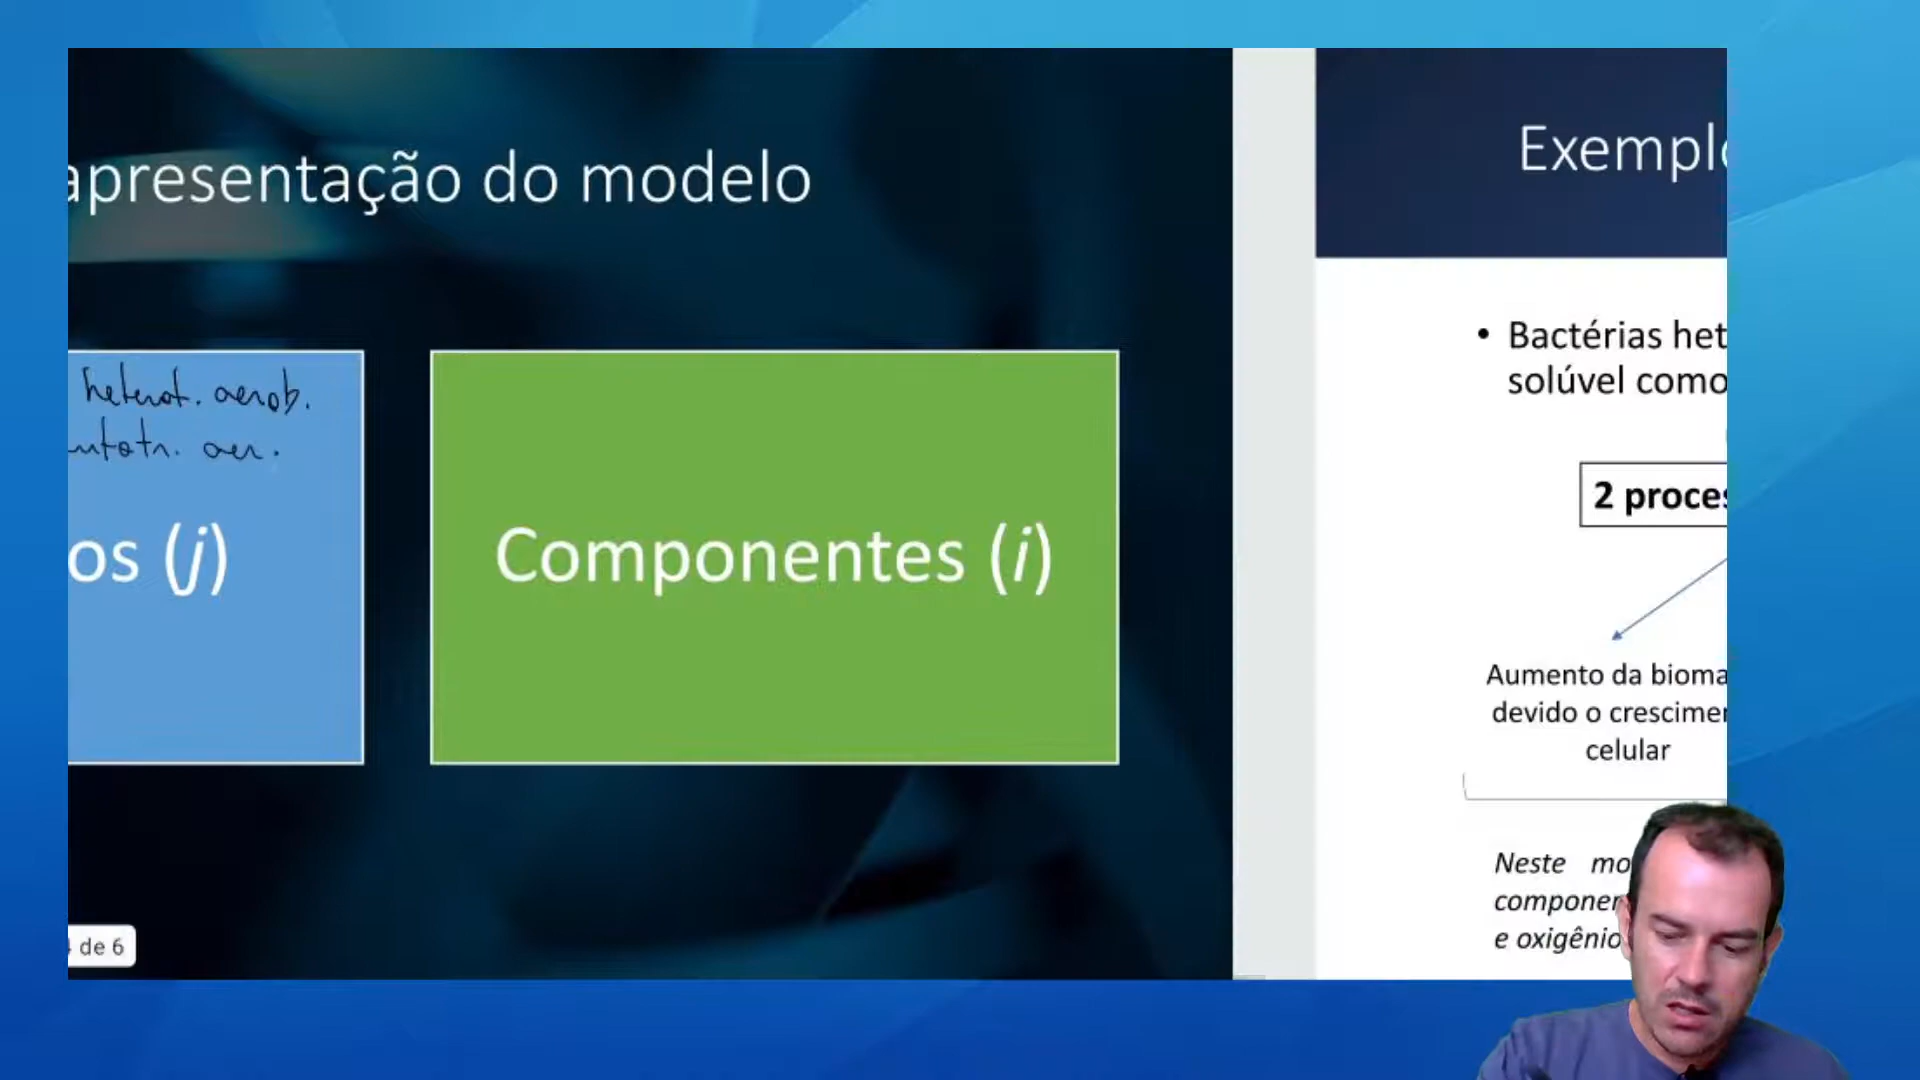 apresentação do modelo
heterot. aerob.
autotr. aer.
os (j)
Componentes (i)
de 6
Exemplo
• Bactérias het
solúvel como
2 proces
Aumento da bioma
devido o crescimen
celular
Neste mo
componen
e oxigênio